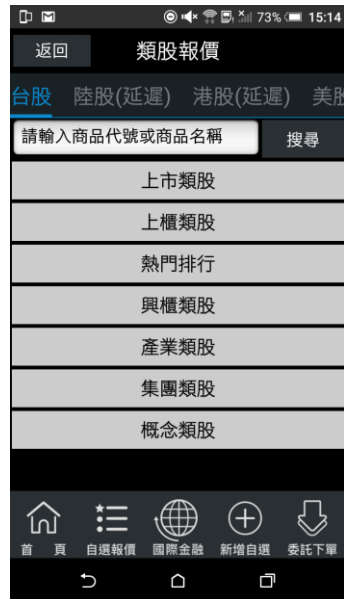 73% 15:14
返回 類股報價
台股 陸股(延遲) 港股(延遲) 美股
請輸入商品代號或商品名稱 搜尋
上市類股
上櫃類股
熱門排行
興櫃類股
產業類股
集團類股
概念類股
首 頁 自選報價 國際金融 新增自選 委託下單